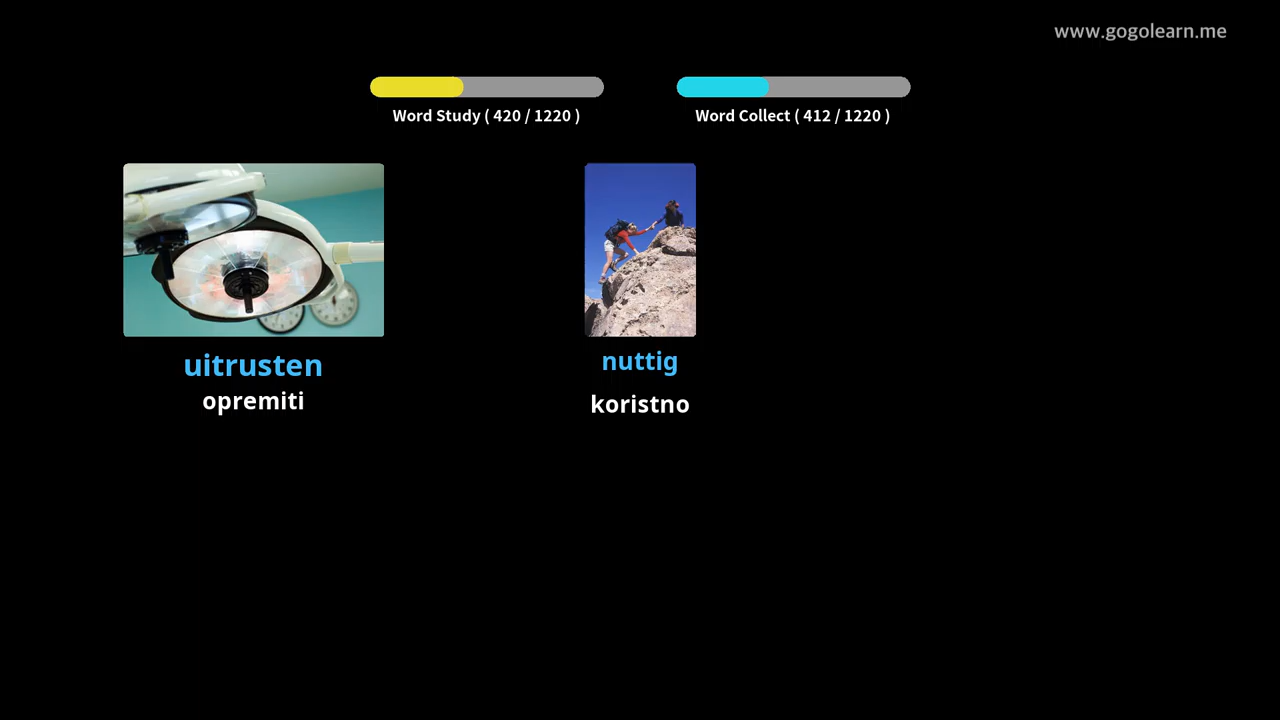 www.gogolearn.me
Word Study ( 420 / 1220 )
Word Collect ( 412 / 1220 )
uitrusten
opremiti
nuttig
koristno